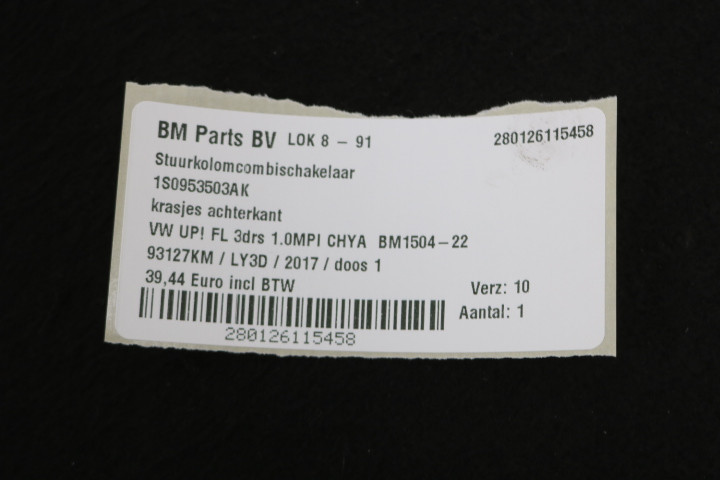 BM Parts BV LOK 8 - 91 280126115458
Stuurkolomcombischakelaar
1S0953503AK
krasjes achterkant
VW UP! FL 3drs 1.0MPI CHYA BM1504-22
93127KM / LY3D / 2017 / doos 1
39,44 Euro incl BTW Verz: 10
Aantal: 1
280126115458